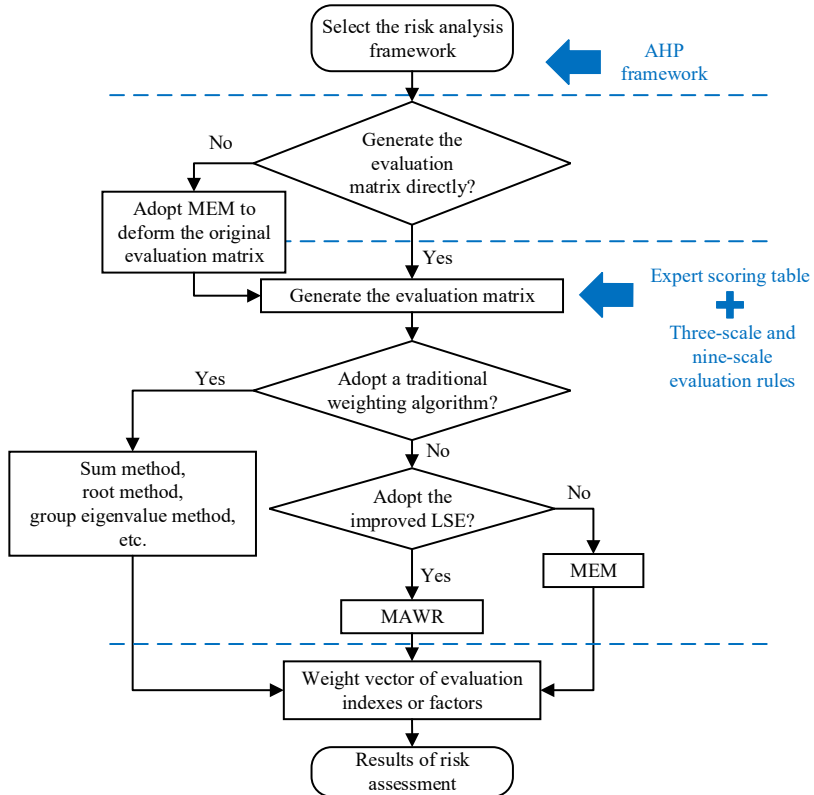 Select the risk analysis
framework
AHP
framework
No
Generate the
evaluation
matrix directly?
Adopt MEM to
deform the original
evaluation matrix
Yes
Generate the evaluation matrix
Expert scoring table
Three-scale and
nine-scale
evaluation rules
Yes
Adopt a traditional
weighting algorithm?
No
Sum method,
root method,
group eigenvalue method,
etc.
Adopt the
improved LSE?
No
Yes
MEM
MAWR
Weight vector of evaluation
indexes or factors
Results of risk
assessment